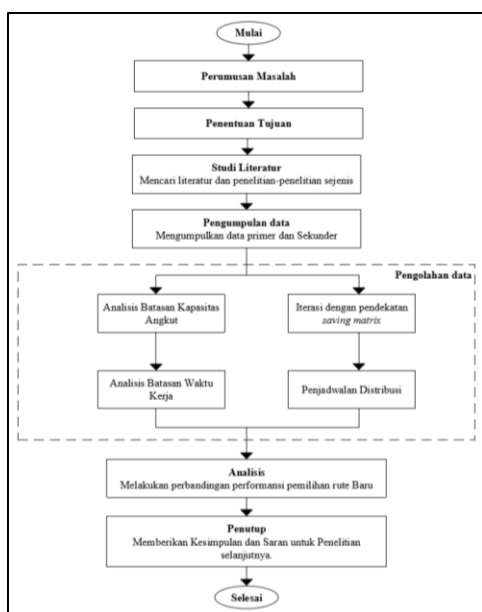 Mulai
Perumusan Masalah
Penentuan Tujuan
Studi Literatur
Mencari literatur dan penelitian-penelitian sejenis
Pengumpulan data
Mengumpulkan data primer dan Sekunder
Pengolahan data
Analisis Batasan Kapasitas
Angkut
Iterasi dengan pendekatan
saving matrix
Analisis Batasan Waktu
Kerja
Penjadwalan Distribusi
Analisis
Melakukan perbandingan performansi pemilihan rute Baru
Penutup
Memberikan Kesimpulan dan Saran untuk Penelitian
selanjutnya.
Selesai